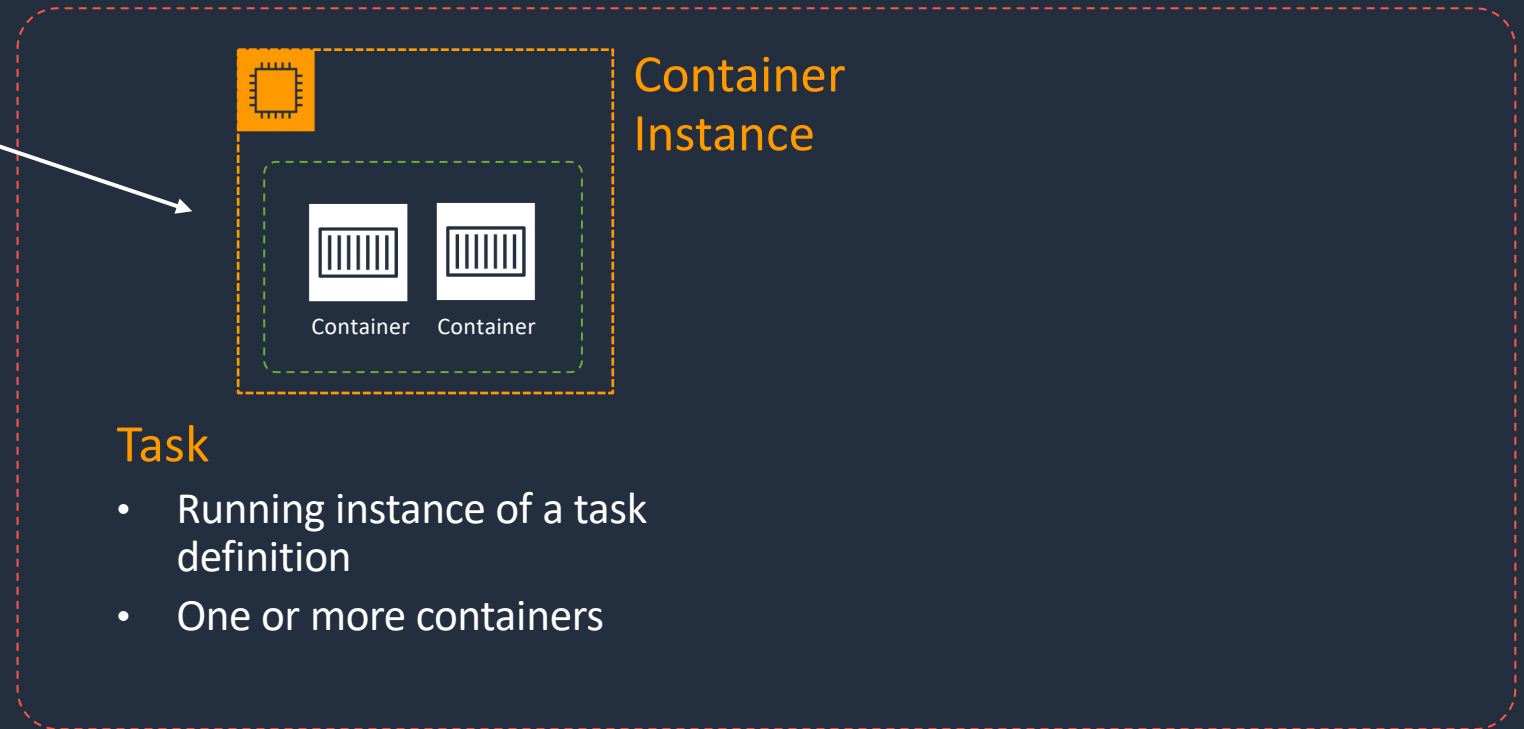 Container
Instance
Container Container
Task
• Running instance of a task
definition
• One or more containers